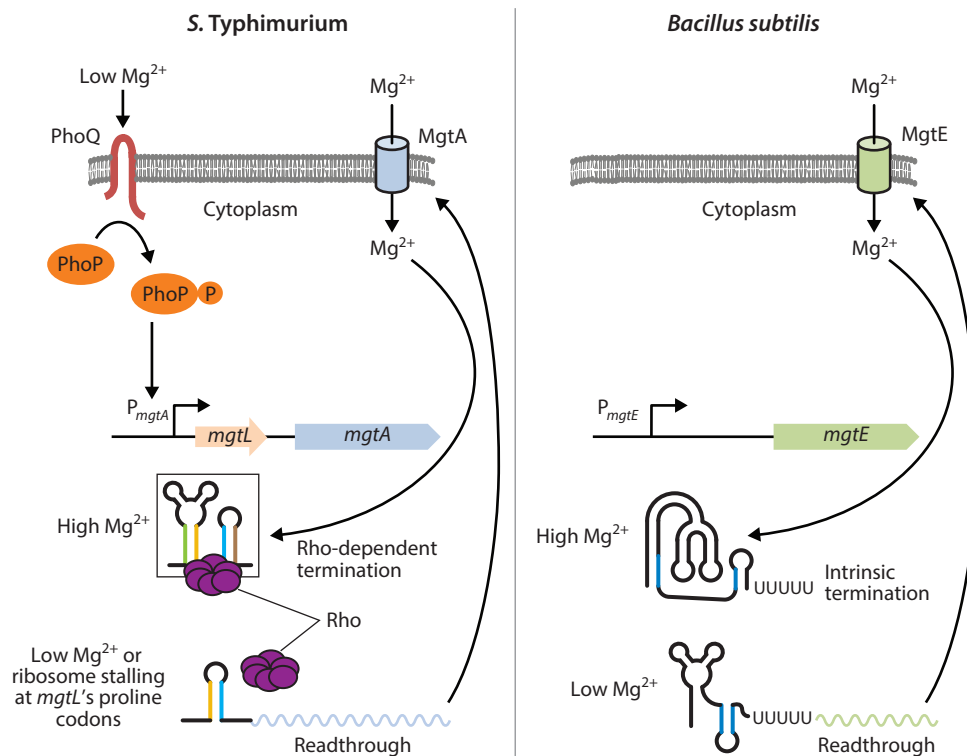 S. Typhimurium
Low Mg2+
PhoQ
Mg2+
MgtA
Cytoplasm
Mg2+
PhoP
PhoP
P
PmgtA
mgtL
mgtA
High Mg2+
Rho-dependent
termination
Rho
Low Mg2+ or
ribosome stalling
at mgtL's proline
codons
Readthrough
Bacillus subtilis
Mg2+
MgtE
Cytoplasm
Mg2+
PmgtE
mgtE
High Mg2+
UUUUU
Intrinsic
termination
Low Mg2+
UUUUU
Readthrough